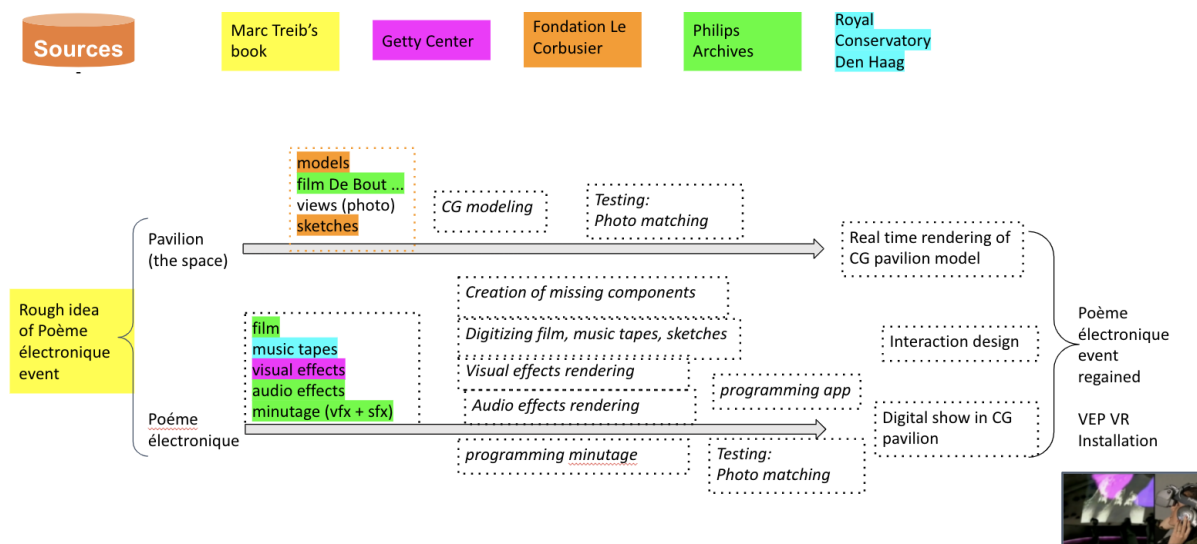 Sources
-
Marc Treib’s
book
Getty Center
Fondation Le
Corbusier
Philips
Archives
Royal
Conservatory
Den Haag
models
film De Bout ...
views (photo)
sketches
CG modeling
Testing:
Photo matching
Pavilion
(the space)
Real time rendering of
CG pavilion model
Rough idea
of Poème
électronique
event
Creation of missing components
film
music tapes
visual effects
audio effects
minutage (vfx + sfx)
Digitizing film, music tapes, sketches
Visual effects rendering
Audio effects rendering
programming app
Interaction design
Poème
électronique
event
regained
Poéme
électronique
programming minutage
Testing:
Photo matching
Digital show in CG
pavilion
VEP VR
Installation